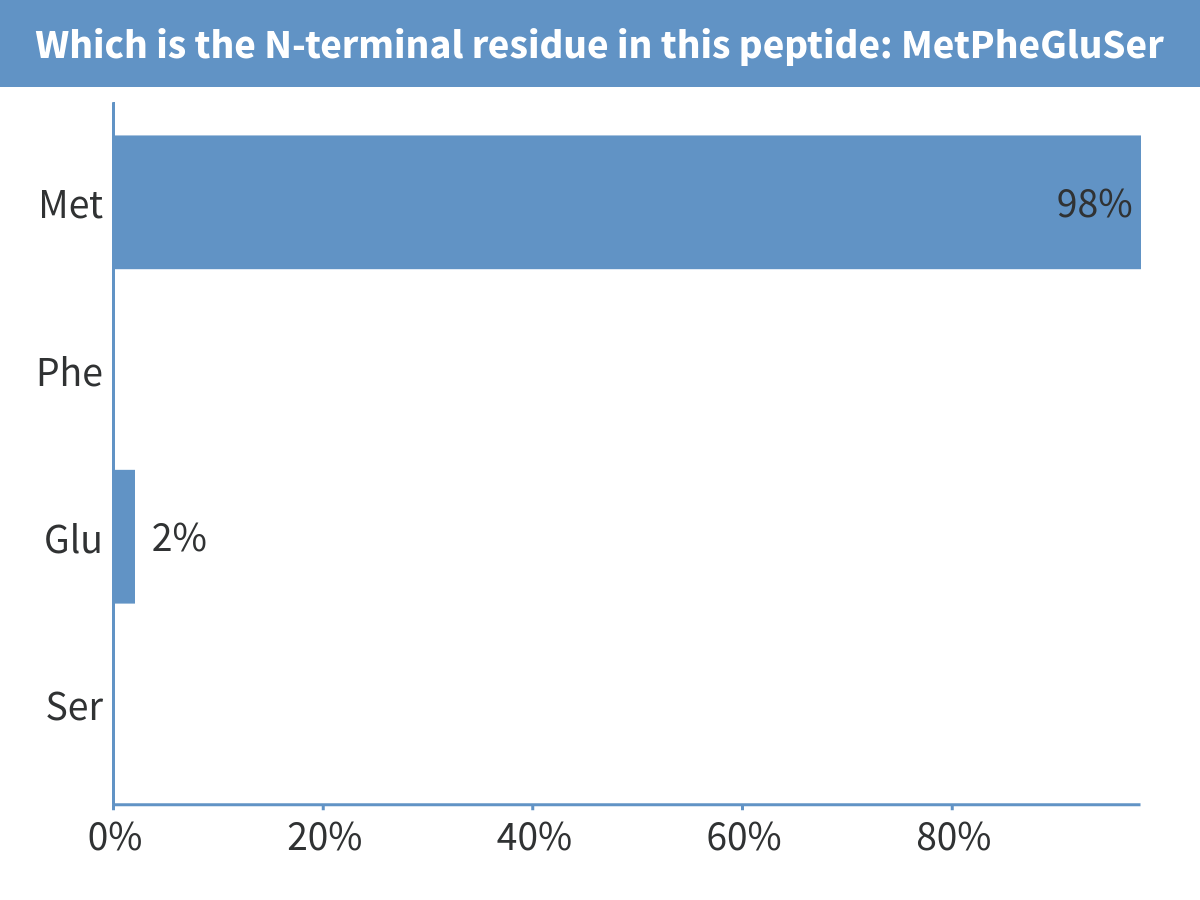 Which is the N-terminal residue in this peptide: MetPheGluSer
Met
98%
Phe
Glu
2%
Ser
0%
20%
40%
60%
80%